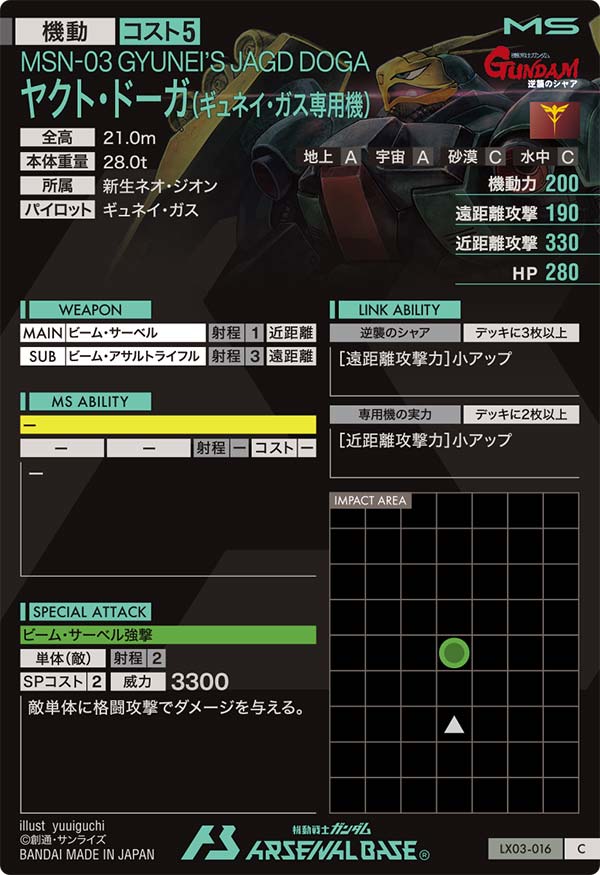 機動 コスト5 MS
MSN-03 GYUNEI'S JAGD DOGA
ヤクト・ドーガ(ギュネイ・ガス専用機)
機動戦士ガンダム
GUNDAM
逆襲のシャア
全高 21.0m
本体重量 28.0t
所属 新生ネオ・ジオン
パイロット ギュネイ・ガス
地上 A 宇宙 A 砂漠 C 水中 C
機動力 200
遠距離攻撃 190
近距離攻撃 330
HP 280
WEAPON
MAIN ビーム・サーベル 射程 1 近距離
SUB ビーム・アサルトライフル 射程 3 遠距離
MS ABILITY
—
— — 射程 — コスト —
—
SPECIAL ATTACK
ビーム・サーベル強撃
単体(敵) 射程 2
SPコスト 2 威力 3300
敵単体に格闘攻撃でダメージを与える。
LINK ABILITY
逆襲のシャア デッキに3枚以上
[遠距離攻撃力]小アップ
専用機の実力 デッキに2枚以上
[近距離攻撃力]小アップ
IMPACT AREA
illust yuuiguchi
©創通・サンライズ
BANDAI MADE IN JAPAN
機動戦士ガンダム
AB ARSENAL BASE®
LX03-016 C